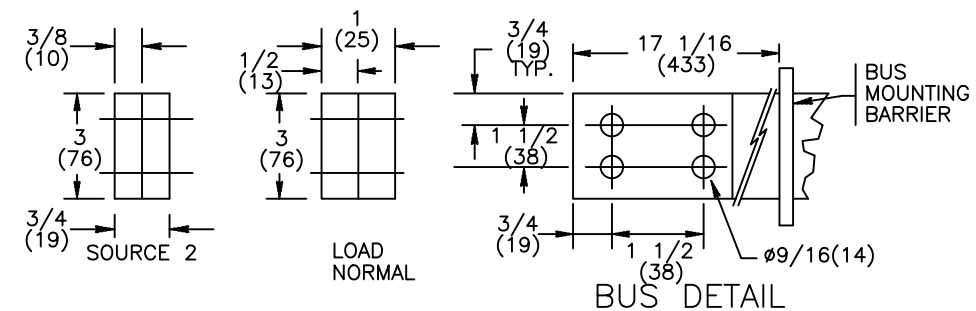 3/8
(10)
3
(76)
3/4
(19)
SOURCE 2
1
(25)
1/2
(13)
3
(76)
LOAD
NORMAL
3/4
(19)
TYP.
17 1/16
(433)
BUS
MOUNTING
BARRIER
1 1/2
(38)
3/4
(19)
1 1/2
(38)
ø9/16(14)
BUS DETAIL